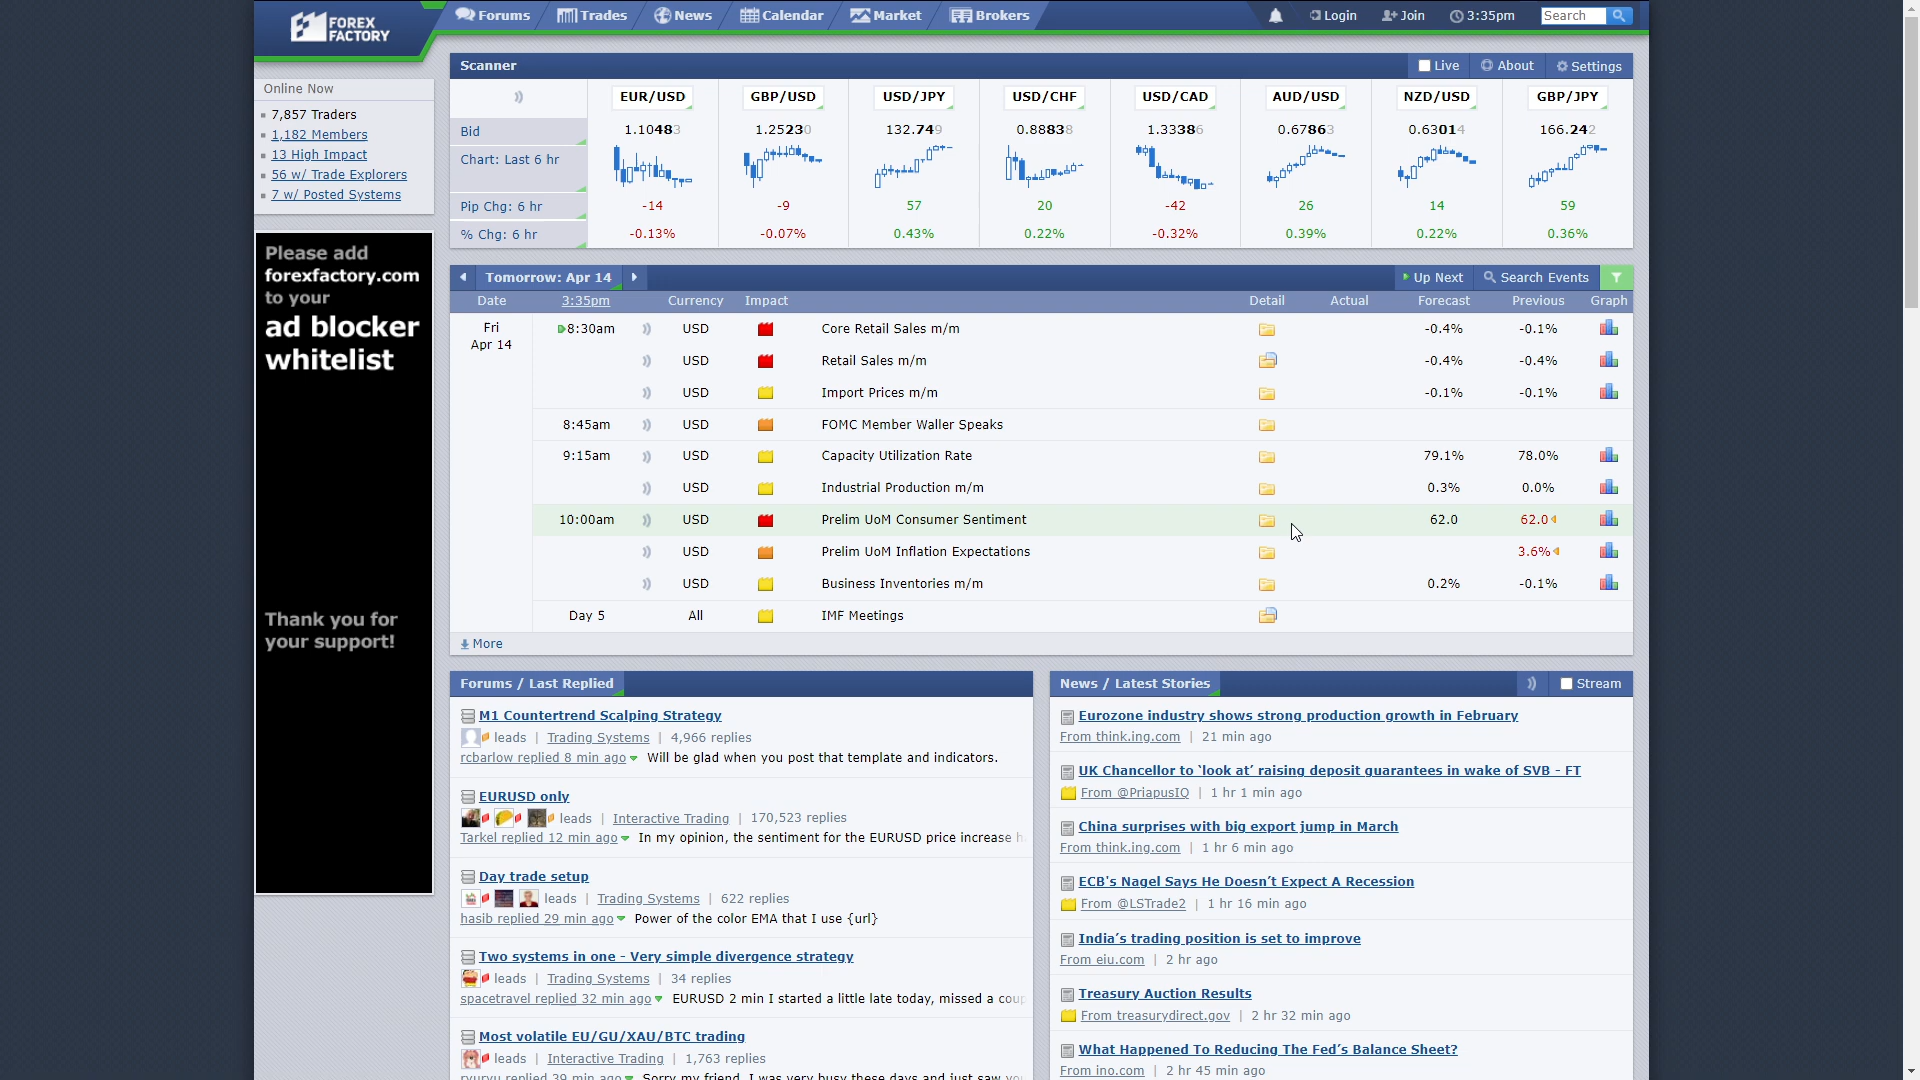 FOREX FACTORY
Forums
Trades
News
Calendar
Market
Brokers
Login
Join
3:35pm
Search
Online Now
7,857 Traders
1,182 Members
13 High Impact
56 w/ Trade Explorers
7 w/ Posted Systems
Please add
forexfactory.com
to your
ad blocker
whitelist
Thank you for
your support!
Scanner
Live
About
Settings
EUR/USD GBP/USD USD/JPY USD/CHF USD/CAD AUD/USD NZD/USD GBP/JPY
Bid 1.10483 1.25230 132.749 0.88838 1.33386 0.67863 0.63014 166.242
Chart: Last 6 hr
Pip Chg: 6 hr -14 -9 57 20 -42 26 14 59
% Chg: 6 hr -0.13% -0.07% 0.43% 0.22% -0.32% 0.39% 0.22% 0.36%
Tomorrow: Apr 14
Up Next
Search Events
Date 3:35pm Currency Impact Detail Actual Forecast Previous Graph
Fri
Apr 14
8:30am USD Core Retail Sales m/m -0.4% -0.1%
USD Retail Sales m/m -0.4% -0.4%
USD Import Prices m/m -0.1% -0.1%
8:45am USD FOMC Member Waller Speaks
9:15am USD Capacity Utilization Rate 79.1% 78.0%
USD Industrial Production m/m 0.3% 0.0%
10:00am USD Prelim UoM Consumer Sentiment 62.0 62.0
USD Prelim UoM Inflation Expectations 3.6%
USD Business Inventories m/m 0.2% -0.1%
Day 5 All IMF Meetings
More
Forums / Last Replied
M1 Countertrend Scalping Strategy
leads | Trading Systems | 4,966 replies
rcbarlow replied 8 min ago Will be glad when you post that template and indicators.
EURUSD only
leads | Interactive Trading | 170,523 replies
Tarkel replied 12 min ago In my opinion, the sentiment for the EURUSD price increase
Day trade setup
leads | Trading Systems | 622 replies
hasib replied 29 min ago Power of the color EMA that I use {url}
Two systems in one - Very simple divergence strategy
leads | Trading Systems | 34 replies
spacetravel replied 32 min ago EURUSD 2 min I started a little late today, missed a
Most volatile EU/GU/XAU/BTC trading
leads | Interactive Trading | 1,763 replies
replied 39 min ago Sorry my friend, I was very busy these days and just saw
News / Latest Stories
Stream
Eurozone industry shows strong production growth in February
From think.ing.com | 21 min ago
UK Chancellor to ‘look at’ raising deposit guarantees in wake of SVB - FT
From @PriapusIQ | 1 hr 1 min ago
China surprises with big export jump in March
From think.ing.com | 1 hr 6 min ago
ECB's Nagel Says He Doesn’t Expect A Recession
From @LSTrade2 | 1 hr 16 min ago
India’s trading position is set to improve
From eiu.com | 2 hr ago
Treasury Auction Results
From treasurydirect.gov | 2 hr 32 min ago
What Happened To Reducing The Fed’s Balance Sheet?
From ino.com | 2 hr 45 min ago